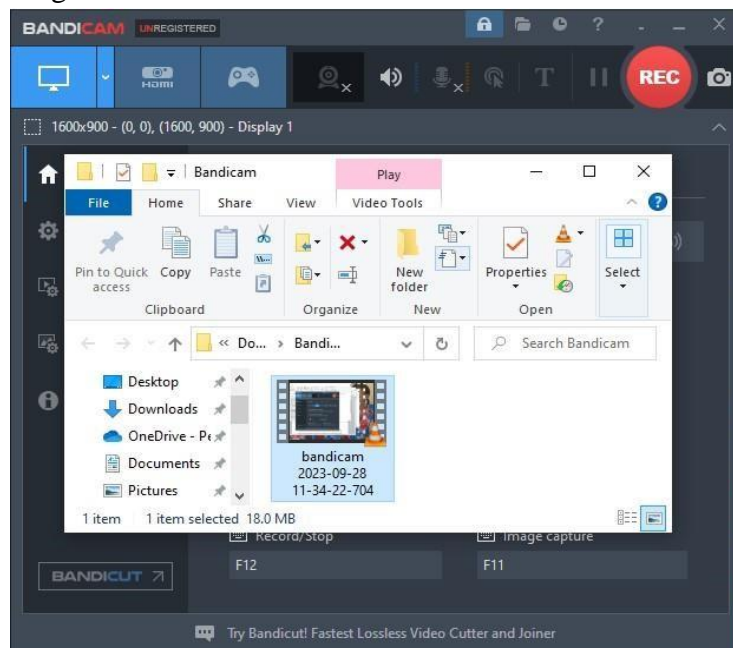 BANDICAM UNREGISTERED
?
HDMI
T
REC
1600x900 - (0, 0), (1600, 900) - Display 1
Bandicam
Play
File Home Share View Video Tools
?
Pin to Quick access
Copy
Paste
New folder
Properties
Select
Clipboard Organize New Open
« Do... › Bandi...
Search Bandicam
Desktop
Downloads
OneDrive - Pe
Documents
Pictures
bandicam
2023-09-28
11-34-22-704
1 item 1 item selected 18.0 MB
Record/Stop Image capture
F12 F11
BANDICUT
Try Bandicut! Fastest Lossless Video Cutter and Joiner